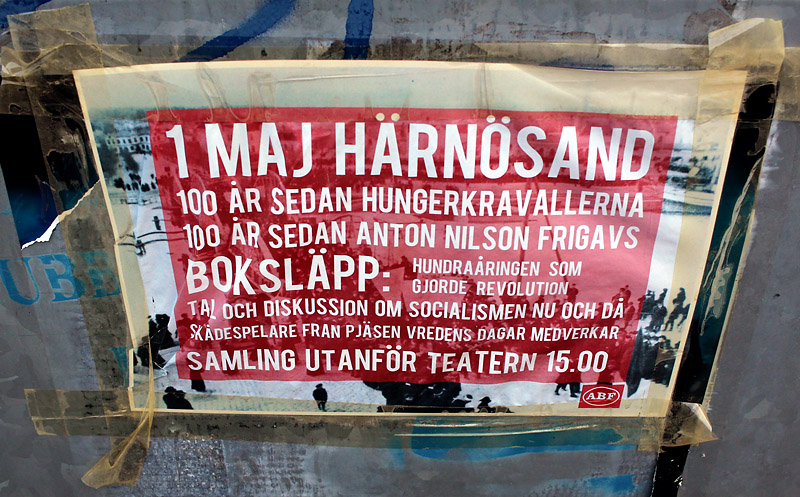 1 MAJ HÄRNÖSAND
100 ÅR SEDAN HUNGERKRAVALLERNA
100 ÅR SEDAN ANTON NILSON FRIGAVS
BOKSLÄPP: HUNDRAÅRINGEN SOM
GJORDE REVOLUTION
TAL OCH DISKUSSION OM SOCIALISMEN NU OCH DÅ
SKÅDESPELARE FRÅN PJÄSEN VREDENS DAGAR MEDVERKAR
SAMLING UTANFÖR TEATERN 15.00
ABF